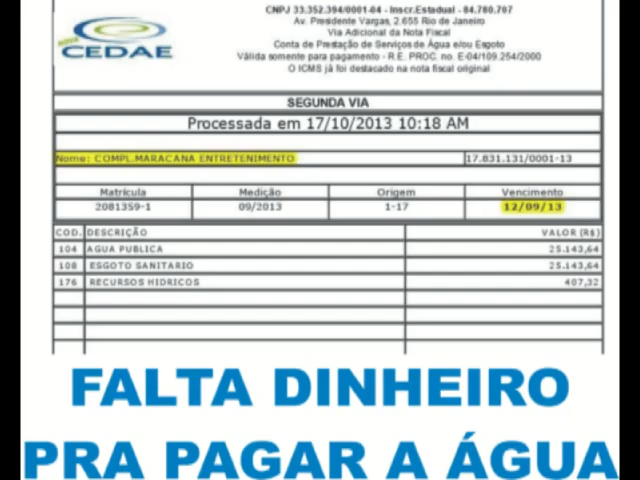 CNPJ 33.352.394/0001-04 - Inscr.Estadual - 84.780.707
Av. Presidente Vargas, 2.655 Rio de Janeiro
Via Adicional da Nota Fiscal
Conta de Prestação de Serviços de Água e/ou Esgoto
Válida somente para pagamento - R.E. PROC. no. E-04/109.254/2000
O ICMS já foi destacado na nota fiscal original
NOVA
CEDAE
SEGUNDA VIA
Processada em 17/10/2013 10:18 AM
Nome: COMPL.MARACANA ENTRETENIMENTO 17.831.131/0001-13
Matrícula Medição Origem Vencimento
2081359-1 09/2013 1-17 12/09/13
COD. DESCRIÇÃO VALOR (R$)
104 AGUA PUBLICA 25.143,64
108 ESGOTO SANITARIO 25.143,64
176 RECURSOS HIDRICOS 407,32
FALTA DINHEIRO
PRA PAGAR A ÁGUA